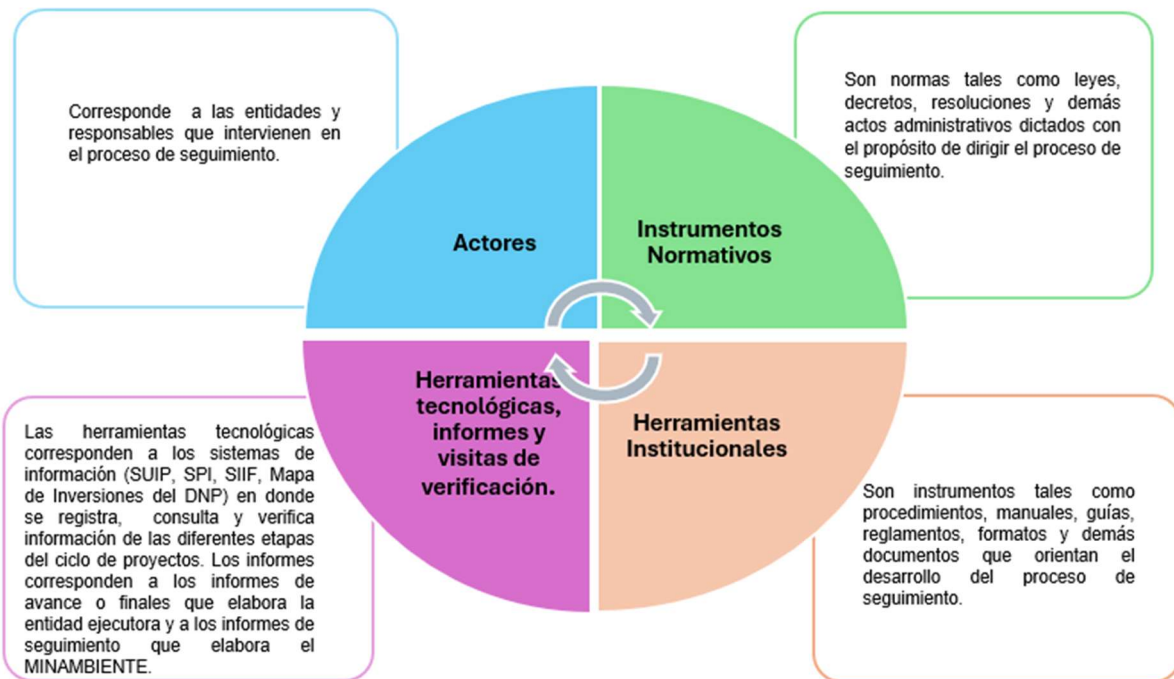 Corresponde a las entidades y
responsables que intervienen en
el proceso de seguimiento.
Son normas tales como leyes,
decretos, resoluciones y demás
actos administrativos dictados con
el propósito de dirigir el proceso de
seguimiento.
Actores
Instrumentos
Normativos
Herramientas
tecnológicas,
informes y
visitas de
verificación.
Herramientas
Institucionales
Las herramientas tecnológicas
corresponden a los sistemas de
información (SUIP, SPI, SIIF, Mapa
de Inversiones del DNP) en donde
se registra, consulta y verifica
información de las diferentes etapas
del ciclo de proyectos. Los informes
corresponden a los informes de
avance o finales que elabora la
entidad ejecutora y a los informes de
seguimiento que elabora el
MINAMBIENTE.
Son instrumentos tales como
procedimientos, manuales, guías,
reglamentos, formatos y demás
documentos que orientan el
desarrollo del proceso de
seguimiento.